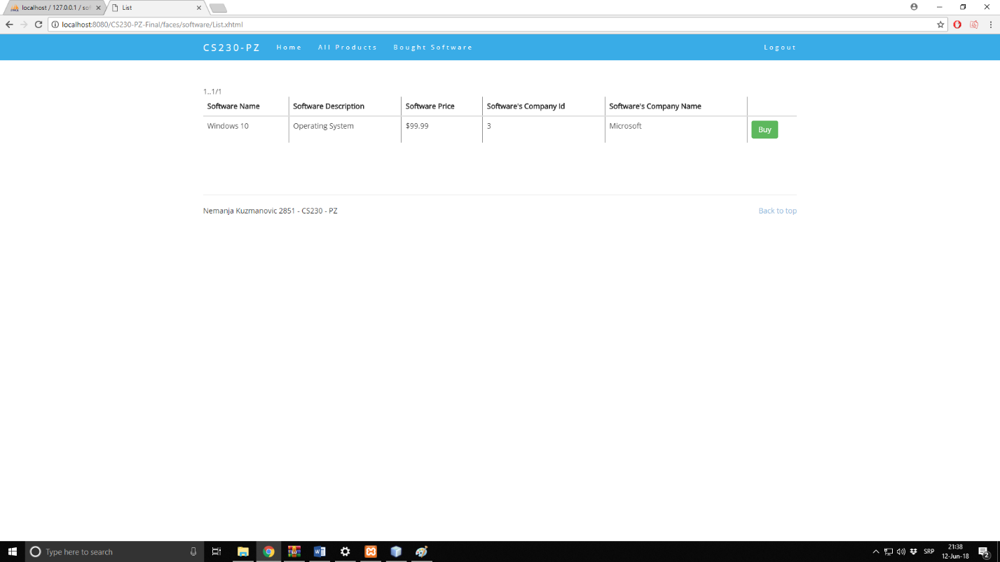 localhost / 127.0.0.1 / sof
List
localhost:8080/CS230-PZ-Final/faces/software/List.xhtml
CS230-PZ Home All Products Bought Software Logout
1..1/1
Software Name Software Description Software Price Software's Company Id Software's Company Name
Windows 10 Operating System $99.99 3 Microsoft Buy
Nemanja Kuzmanovic 2851 - CS230 - PZ Back to top
Type here to search
SRP
21:38
12-Jun-18
2